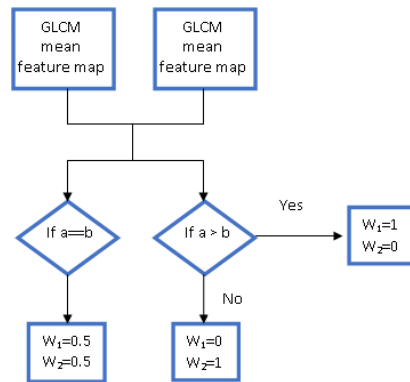 GLCM
mean
feature map
GLCM
mean
feature map
If a==b
If a > b
Yes
W₁=1
W₂=0
No
W₁=0.5
W₂=0.5
W₁=0
W₂=1